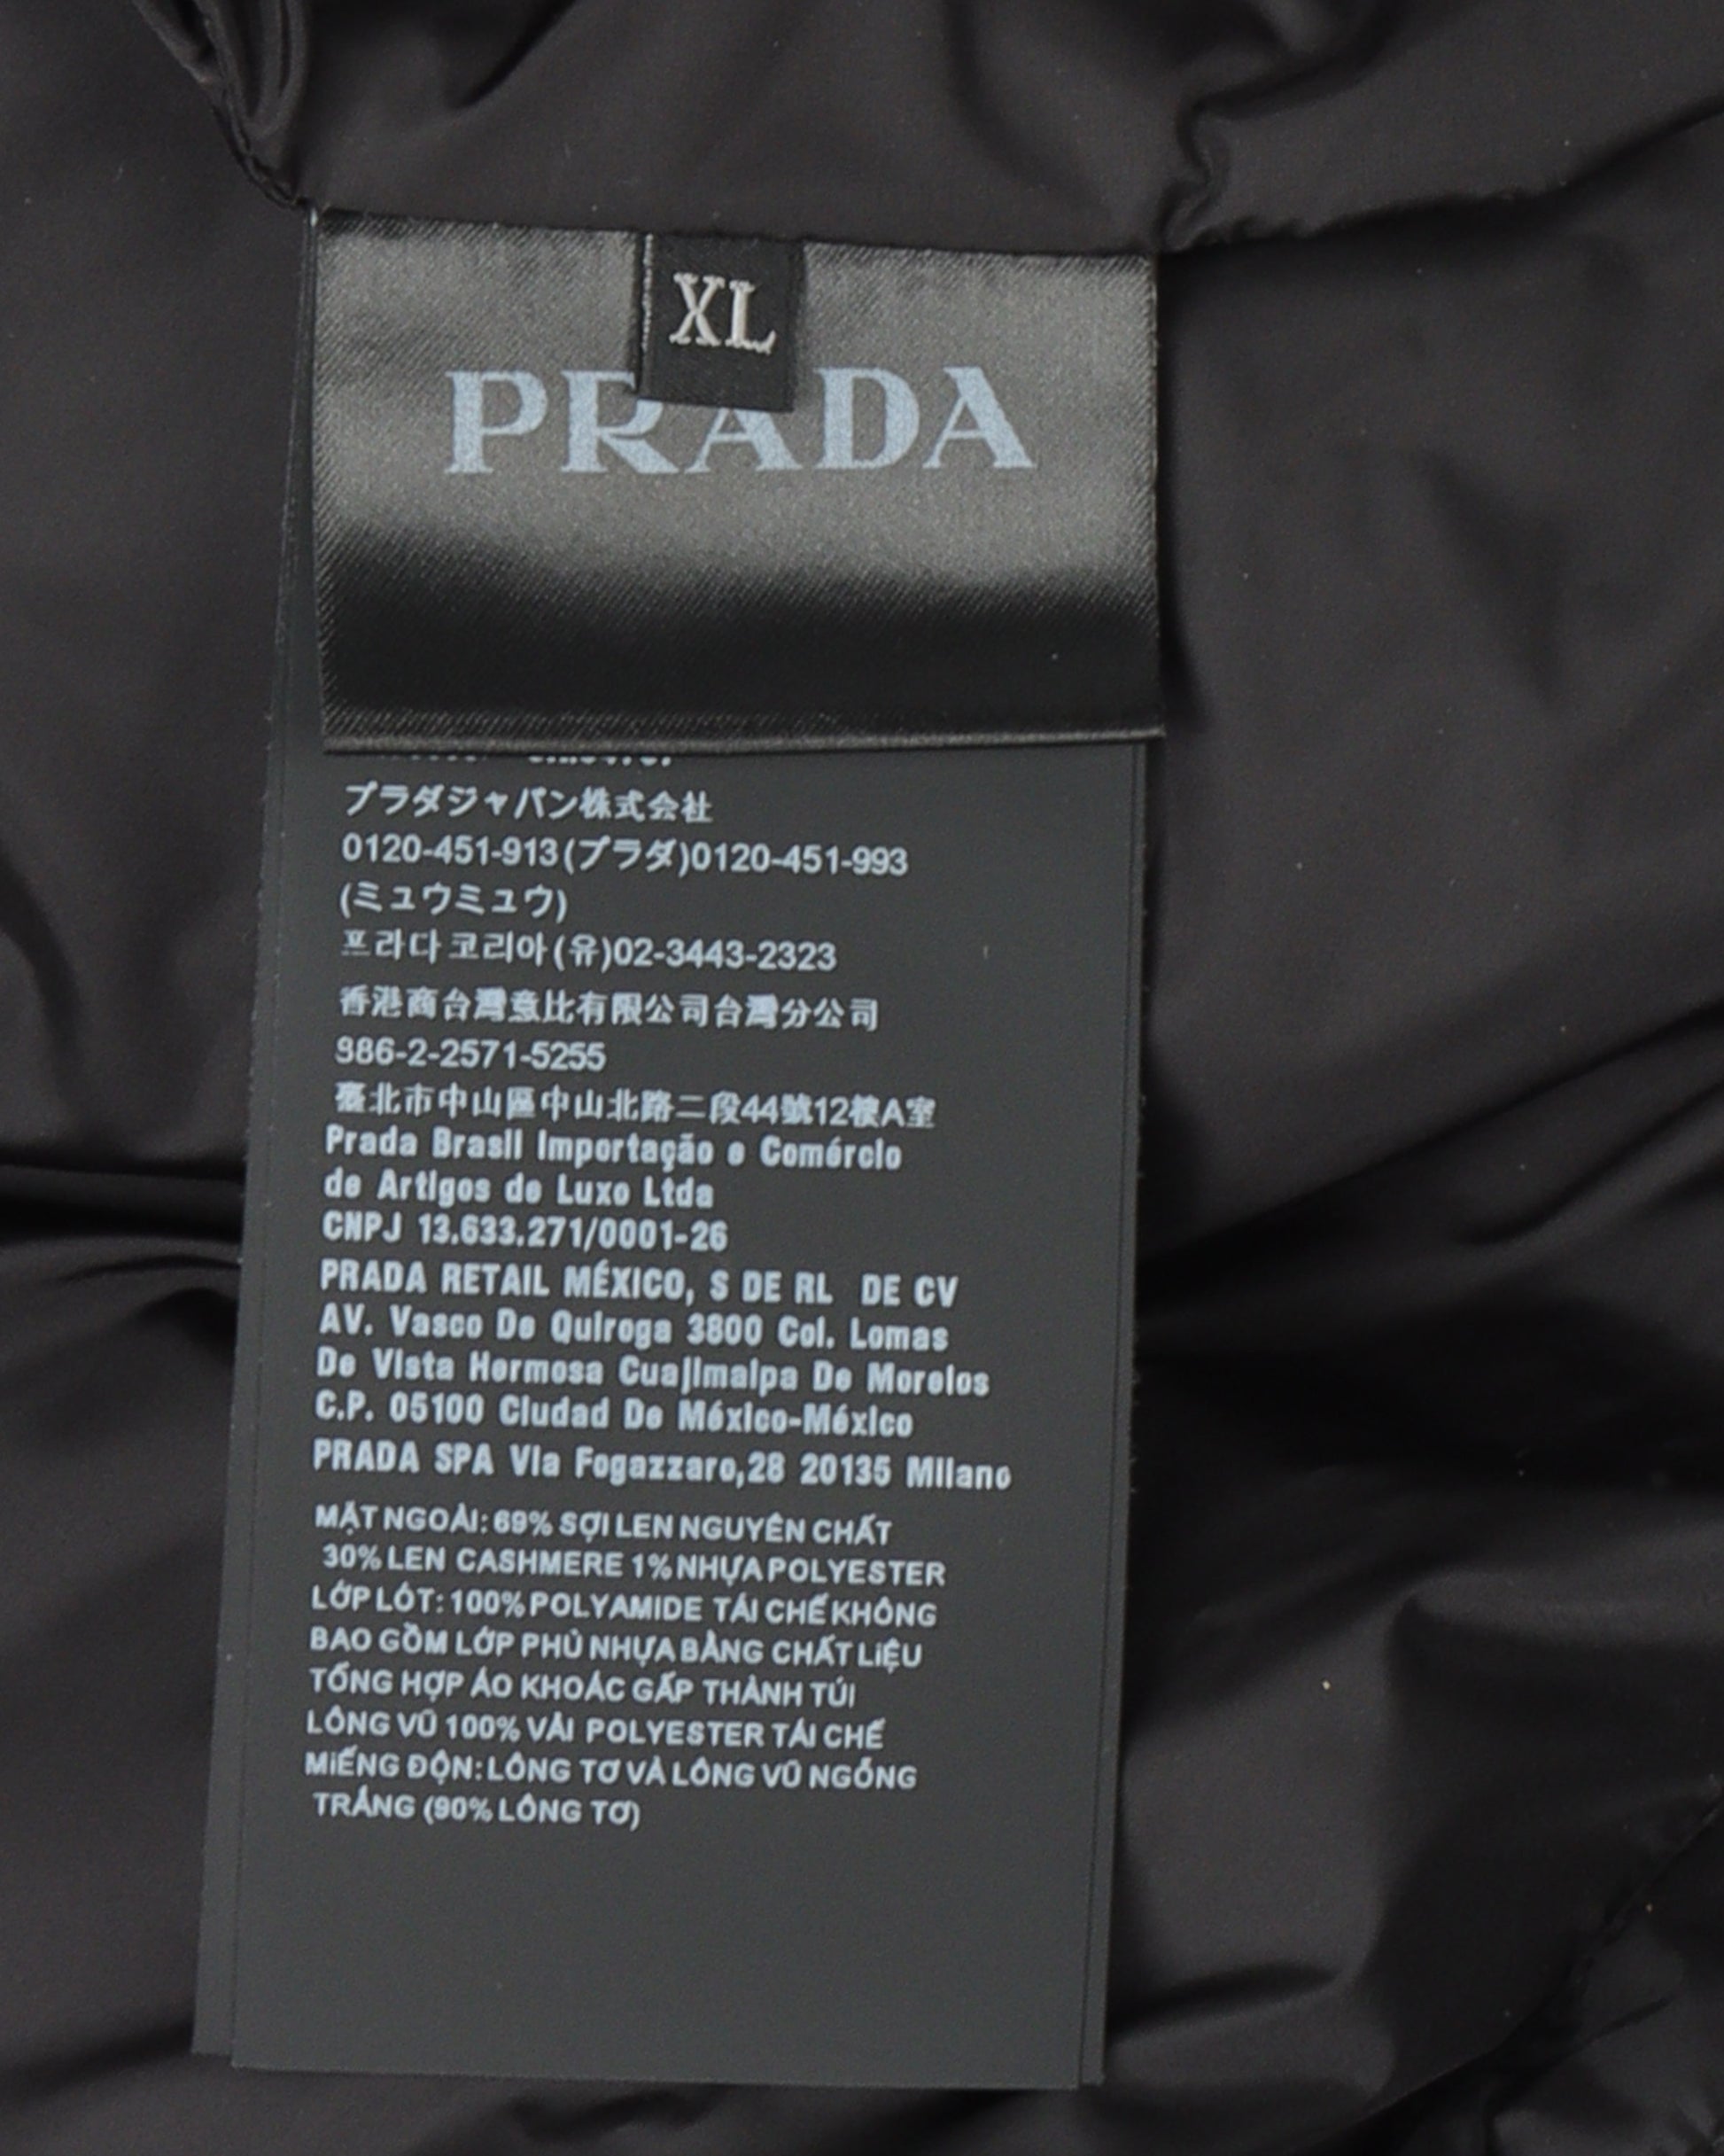 XL
PRADA
プラダジャパン株式会社
0120-451-913(プラダ)0120-451-993
(ミュウミュウ)
프라다코리아(유)02-3443-2323
香港商台灣意比有限公司台灣分公司
986-2-2571-5255
臺北市中山區中山北路二段44號12樓A室
Prada Brasil Importação e Comércio
de Artigos de Luxo Ltda
CNPJ 13.633.271/0001-26
PRADA RETAIL MÉXICO, S DE RL DE CV
AV. Vasco De Quiroga 3800 Col. Lomas
De Vista Hermosa Cuajimalpa De Morelos
C.P. 05100 Ciudad De México-México
PRADA SPA Via Fogazzaro,28 20135 Milano
MẶT NGOÀI: 69% SỢI LEN NGUYÊN CHẤT
30% LEN CASHMERE 1% NHỰA POLYESTER
LỚP LÓT: 100% POLYAMIDE TÁI CHẾ KHÔNG
BAO GỒM LỚP PHỦ NHỰA BẰNG CHẤT LIỆU
TỔNG HỢP ÁO KHOÁC GẤP THÀNH TÚI
LÔNG VŨ 100% VẢI POLYESTER TÁI CHẾ
MIẾNG ĐỘN: LÔNG TƠ VÀ LÔNG VŨ NGỖNG
TRẮNG (90% LÔNG TƠ)